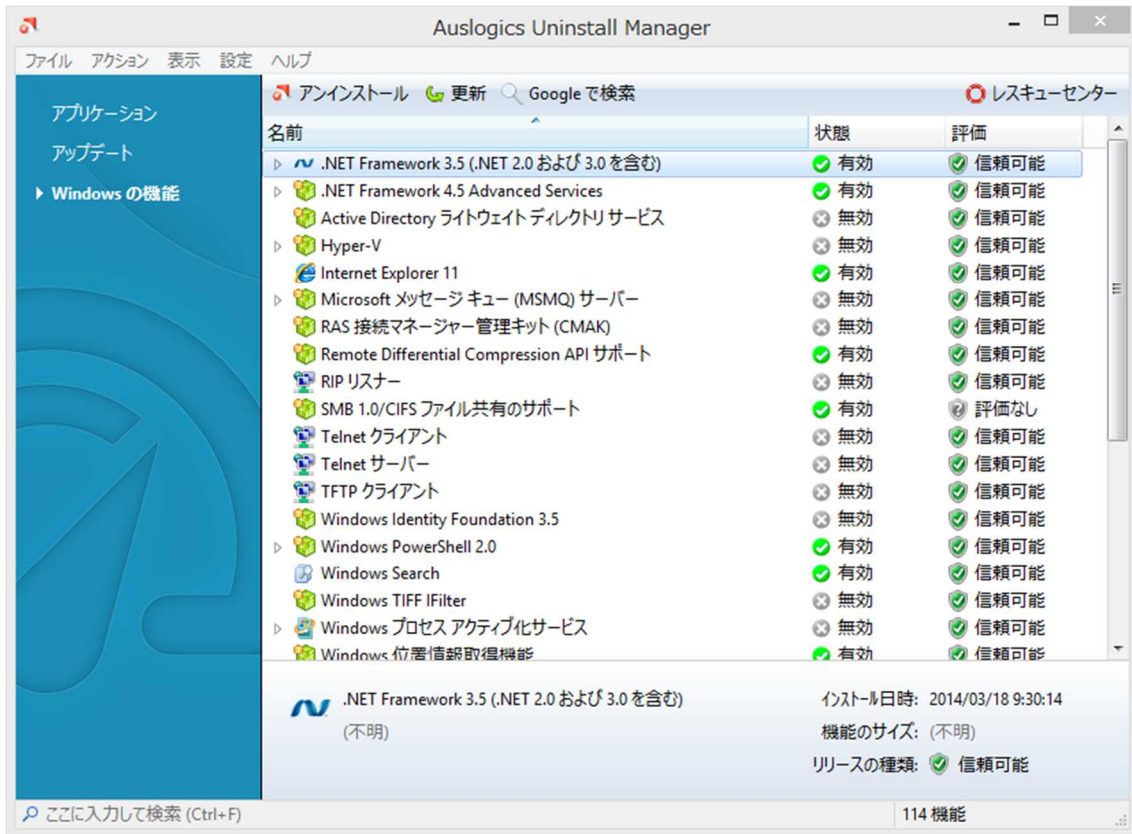 Auslogics Uninstall Manager
ファイル アクション 表示 設定 ヘルプ
アプリケーション
アップデート
Windows の機能
アンインストール 更新 Google で検索 レスキューセンター
名前 状態 評価
.NET Framework 3.5 (.NET 2.0 および 3.0 を含む) 有効 信頼可能
.NET Framework 4.5 Advanced Services 有効 信頼可能
Active Directory ライトウェイト ディレクトリ サービス 無効 信頼可能
Hyper-V 無効 信頼可能
Internet Explorer 11 有効 信頼可能
Microsoft メッセージ キュー (MSMQ) サーバー 無効 信頼可能
RAS 接続マネージャー管理キット (CMAK) 無効 信頼可能
Remote Differential Compression API サポート 有効 信頼可能
RIP リスナー 無効 信頼可能
SMB 1.0/CIFS ファイル共有のサポート 有効 評価なし
Telnet クライアント 無効 信頼可能
Telnet サーバー 無効 信頼可能
TFTP クライアント 無効 信頼可能
Windows Identity Foundation 3.5 無効 信頼可能
Windows PowerShell 2.0 有効 信頼可能
Windows Search 有効 信頼可能
Windows TIFF IFilter 無効 信頼可能
Windows プロセス アクティブ化サービス 無効 信頼可能
Windows 位置情報取得機能 有効 信頼可能
.NET Framework 3.5 (.NET 2.0 および 3.0 を含む) インストール日時: 2014/03/18 9:30:14
(不明) 機能のサイズ: (不明)
リリースの種類: 信頼可能
ここに入力して検索 (Ctrl+F) 114 機能